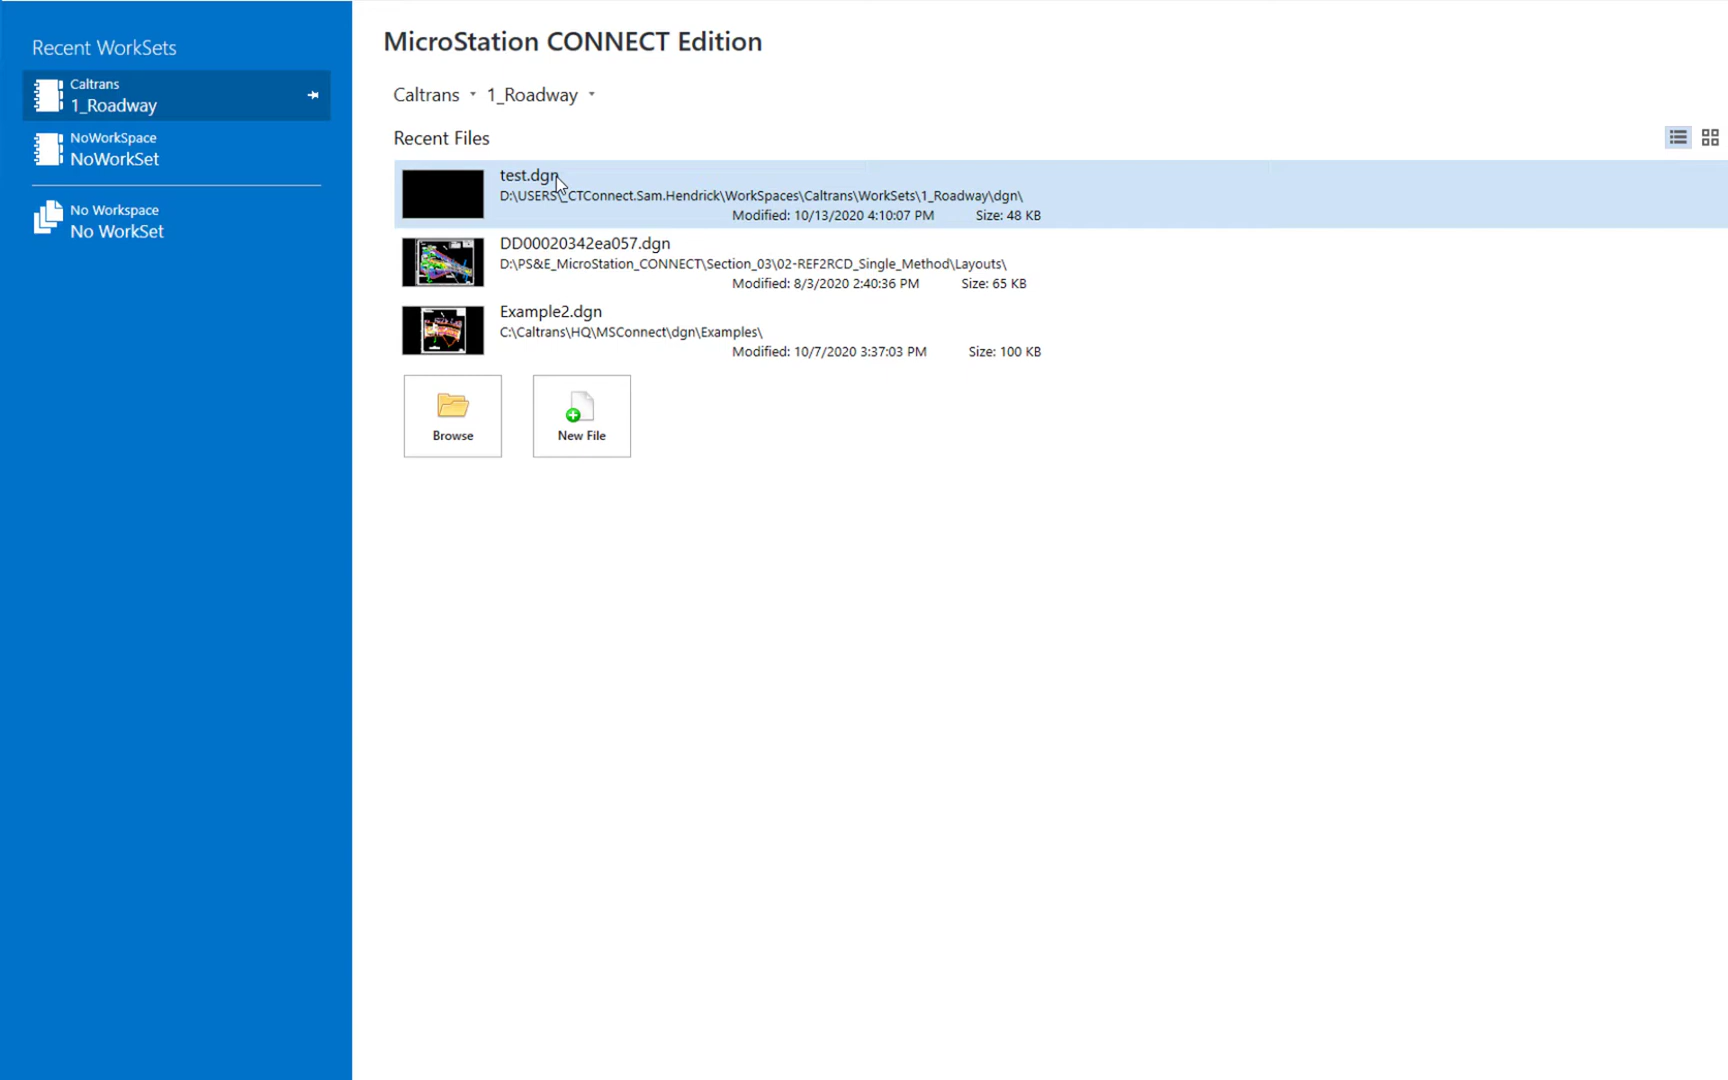 Recent WorkSets
Caltrans
1_Roadway
NoWorkSpace
NoWorkSet
No Workspace
No WorkSet
MicroStation CONNECT Edition
Caltrans 1_Roadway
Recent Files
test.dgn
D:\USERS\_CTConnect.Sam.Hendrick\WorkSpaces\Caltrans\WorkSets\1_Roadway\dgn\
Modified: 10/13/2020 4:10:07 PM Size: 48 KB
DD00020342ea057.dgn
D:\PS&E_MicroStation_CONNECT\Section_03\02-REF2RCD_Single_Method\Layouts\
Modified: 8/3/2020 2:40:36 PM Size: 65 KB
Example2.dgn
C:\Caltrans\HQ\MSConnect\dgn\Examples\
Modified: 10/7/2020 3:37:03 PM Size: 100 KB
Browse
New File